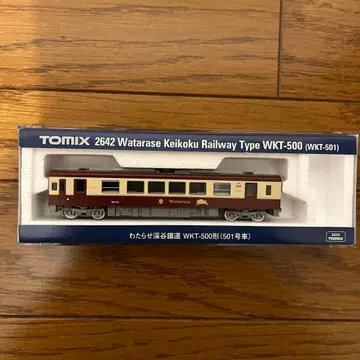 TOMIX 2642 Watarase Keikoku Railway Type WKT-500 (WKT-501)
Watarase
わたらせ渓谷鐵道 WKT-500形(501号車)
2642
TOMIX